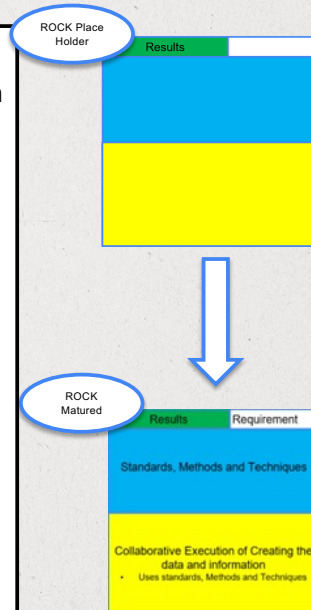 ROCK Place
Holder
Results
ROCK
Matured
Results Requirement
Standards, Methods and Techniques
Collaborative Execution of Creating the
data and information
• Uses standards, Methods and Techniques